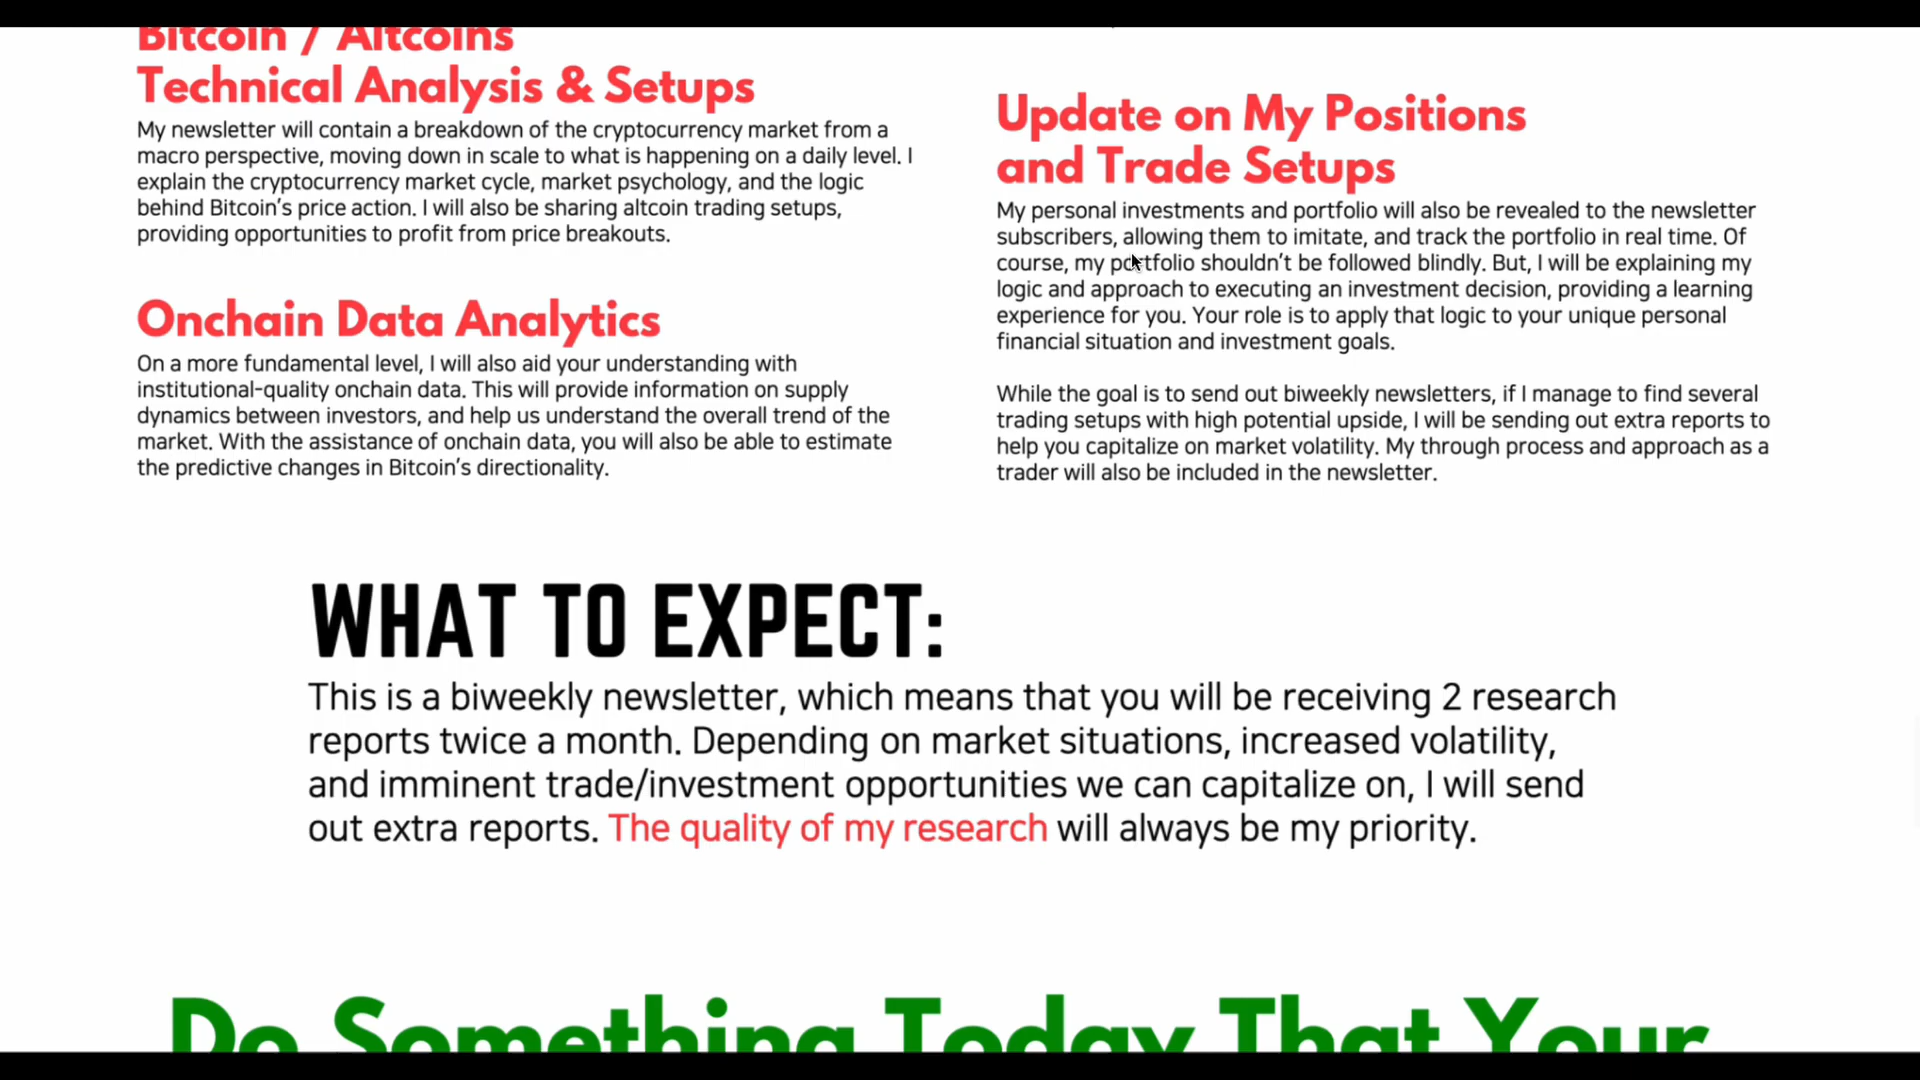 Bitcoin / Altcoins
Technical Analysis & Setups
My newsletter will contain a breakdown of the cryptocurrency market from a
macro perspective, moving down in scale to what is happening on a daily level. I
explain the cryptocurrency market cycle, market psychology, and the logic
behind Bitcoin's price action. I will also be sharing altcoin trading setups,
providing opportunities to profit from price breakouts.
Onchain Data Analytics
On a more fundamental level, I will also aid your understanding with
institutional-quality onchain data. This will provide information on supply
dynamics between investors, and help us understand the overall trend of the
market. With the assistance of onchain data, you will also be able to estimate
the predictive changes in Bitcoin's directionality.
Update on My Positions
and Trade Setups
My personal investments and portfolio will also be revealed to the newsletter
subscribers, allowing them to imitate, and track the portfolio in real time. Of
course, my portfolio shouldn't be followed blindly. But, I will be explaining my
logic and approach to executing an investment decision, providing a learning
experience for you. Your role is to apply that logic to your unique personal
financial situation and investment goals.
While the goal is to send out biweekly newsletters, if I manage to find several
trading setups with high potential upside, I will be sending out extra reports to
help you capitalize on market volatility. My through process and approach as a
trader will also be included in the newsletter.
WHAT TO EXPECT:
This is a biweekly newsletter, which means that you will be receiving 2 research
reports twice a month. Depending on market situations, increased volatility,
and imminent trade/investment opportunities we can capitalize on, I will send
out extra reports. The quality of my research will always be my priority.
Do Something Today That Your